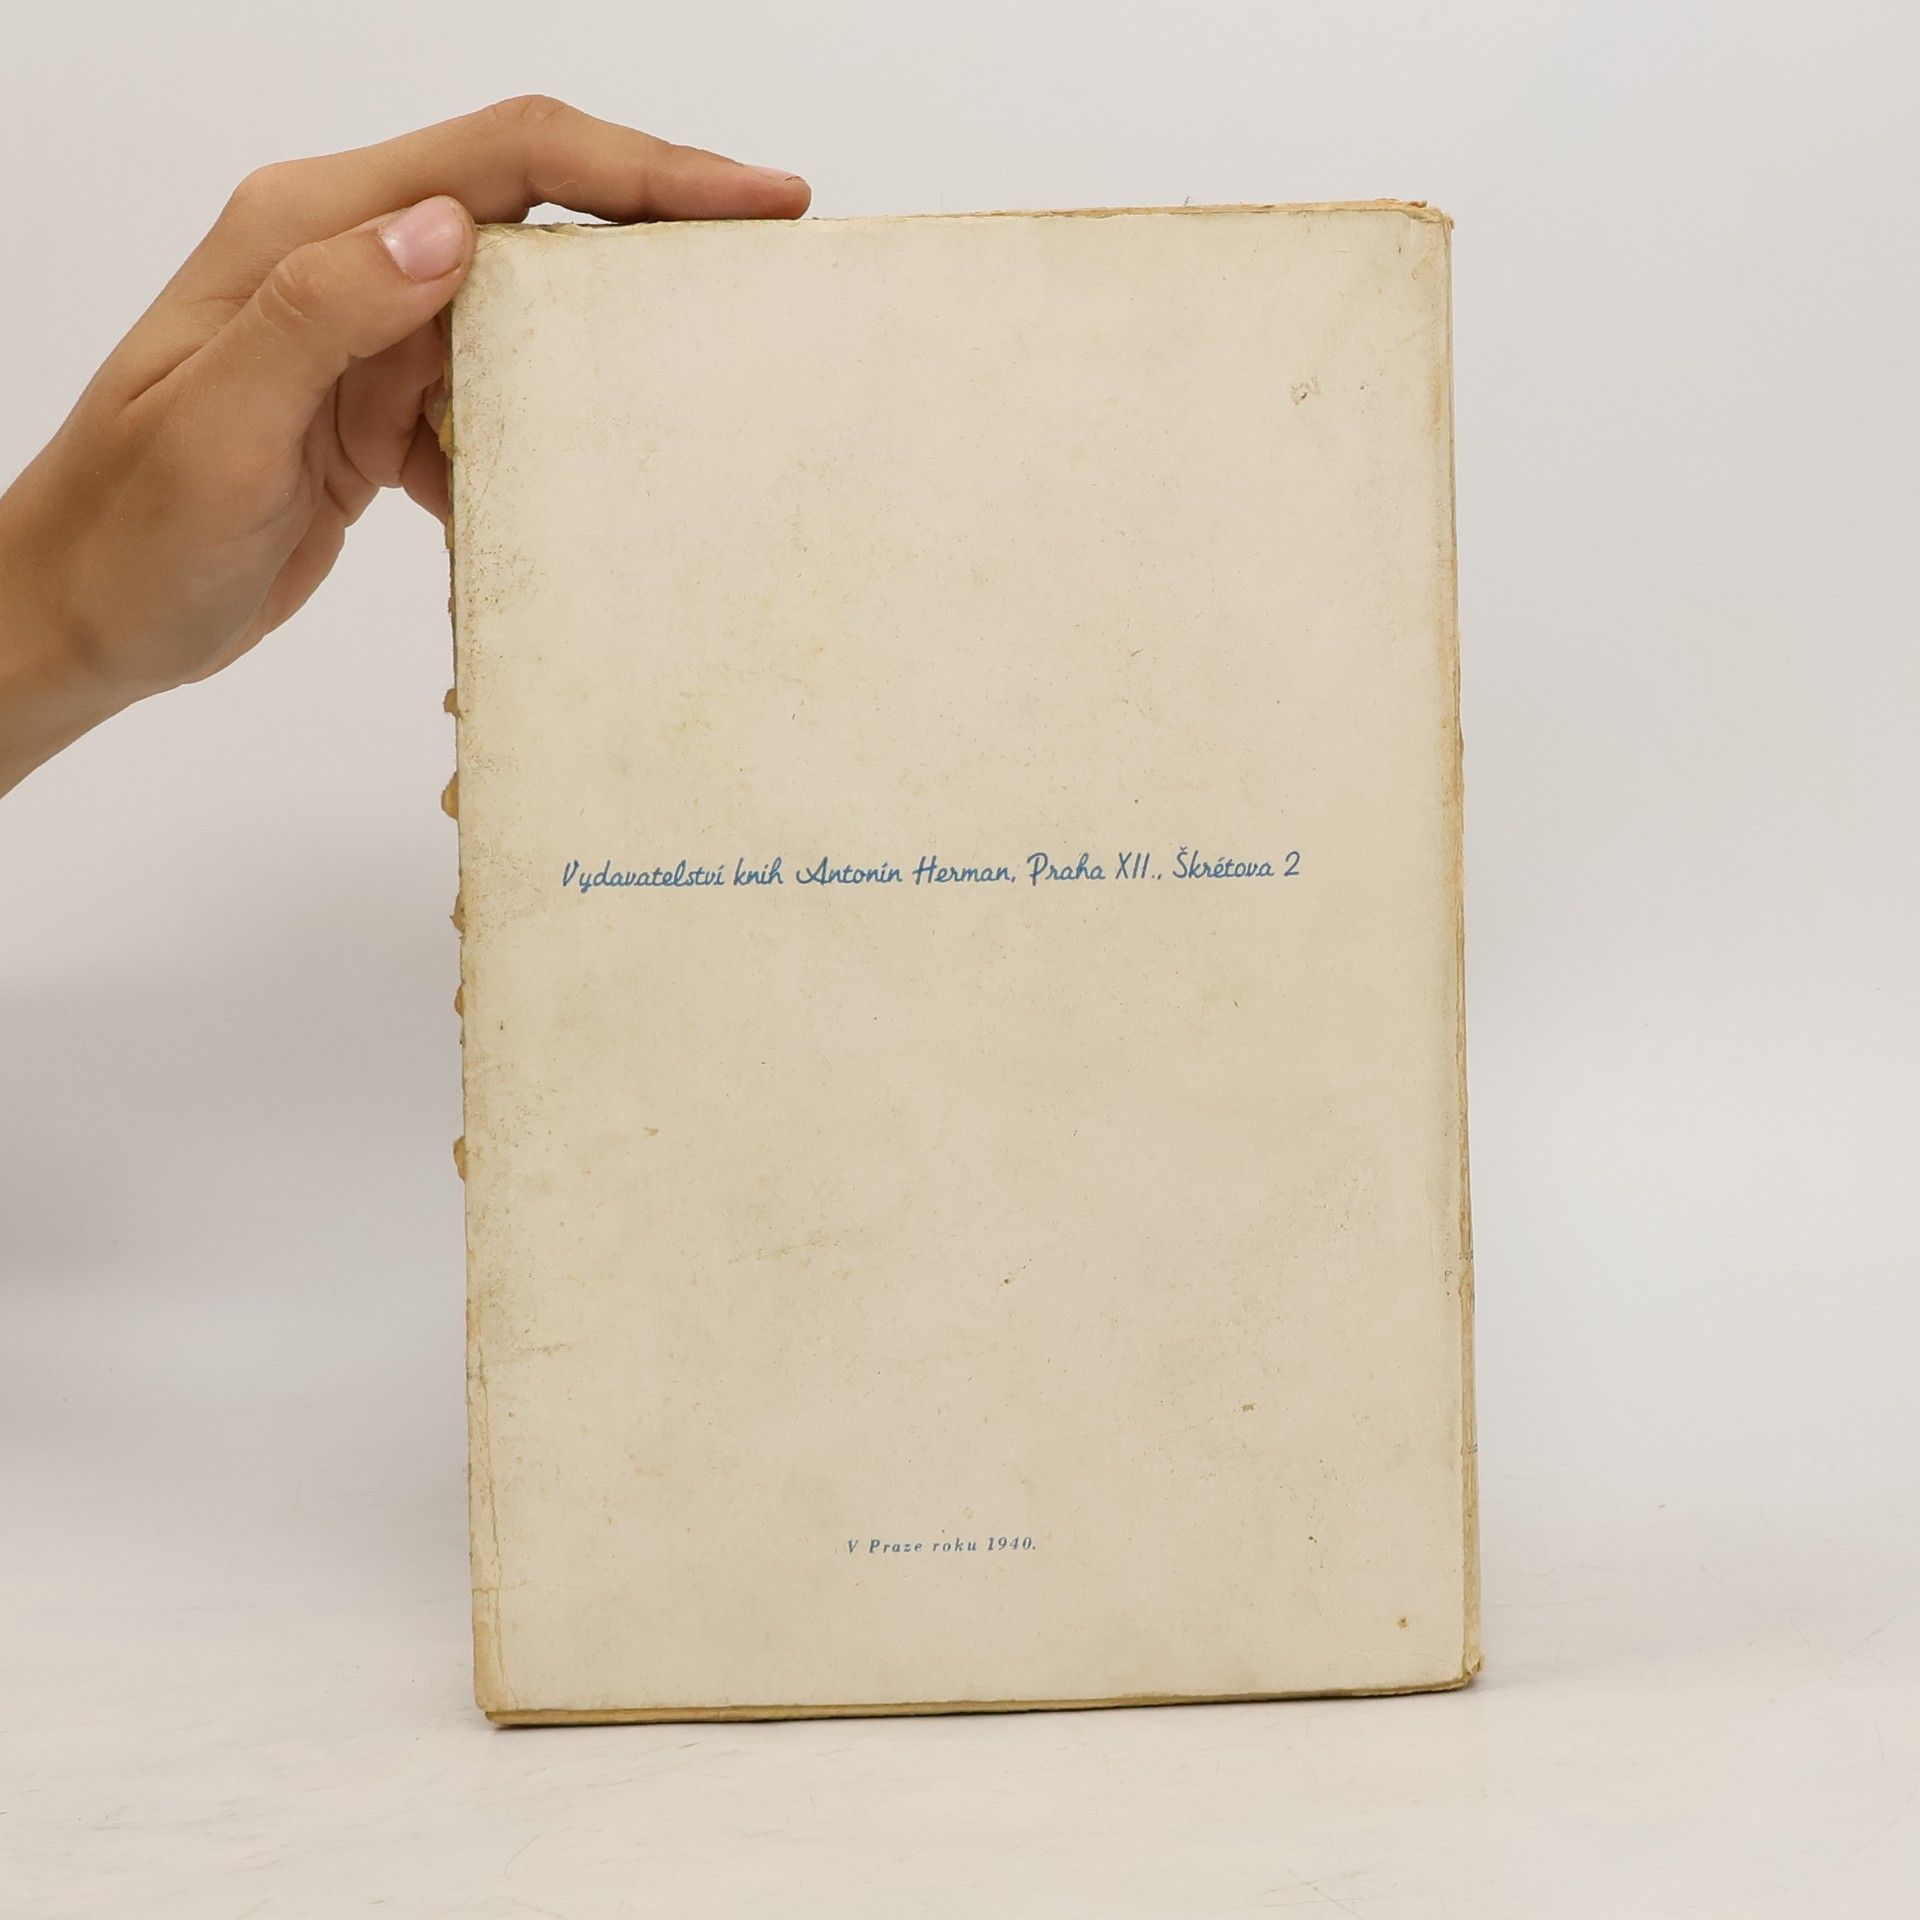 Vydavatelství knih Antonín Herman, Praha XII., Škrétova 2
V Praze roku 1940.